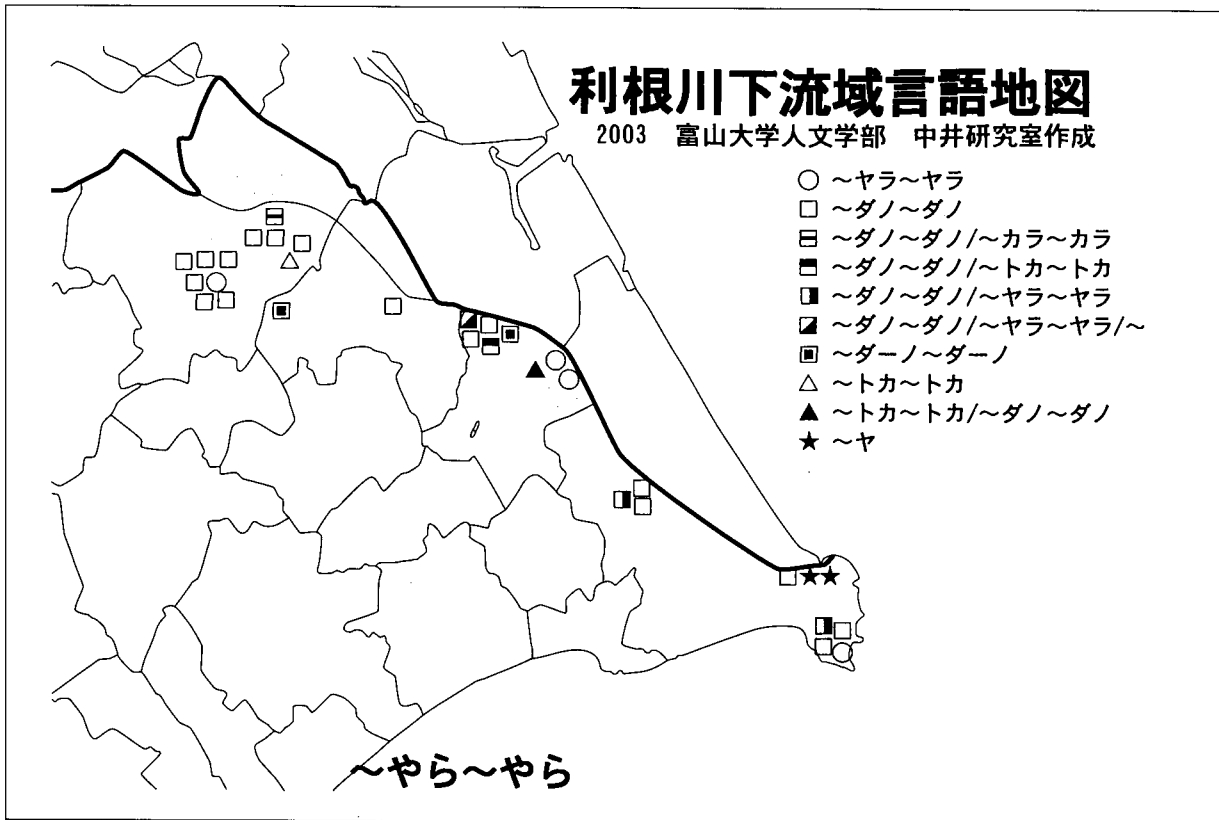 利根川下流域言語地図
2003 富山大学人文学部 中井研究室作成
○ ～ヤラ～ヤラ
□ ～ダノ～ダノ
～ダノ～ダノ/～カラ～カラ
～ダノ～ダノ/～トカ～トカ
～ダノ～ダノ/～ヤラ～ヤラ
～ダノ～ダノ/～ヤラ～ヤラ/～
～ダーノ～ダーノ
△ ～トカ～トカ
▲ ～トカ～トカ/～ダノ～ダノ
★ ～ヤ
～やら～やら